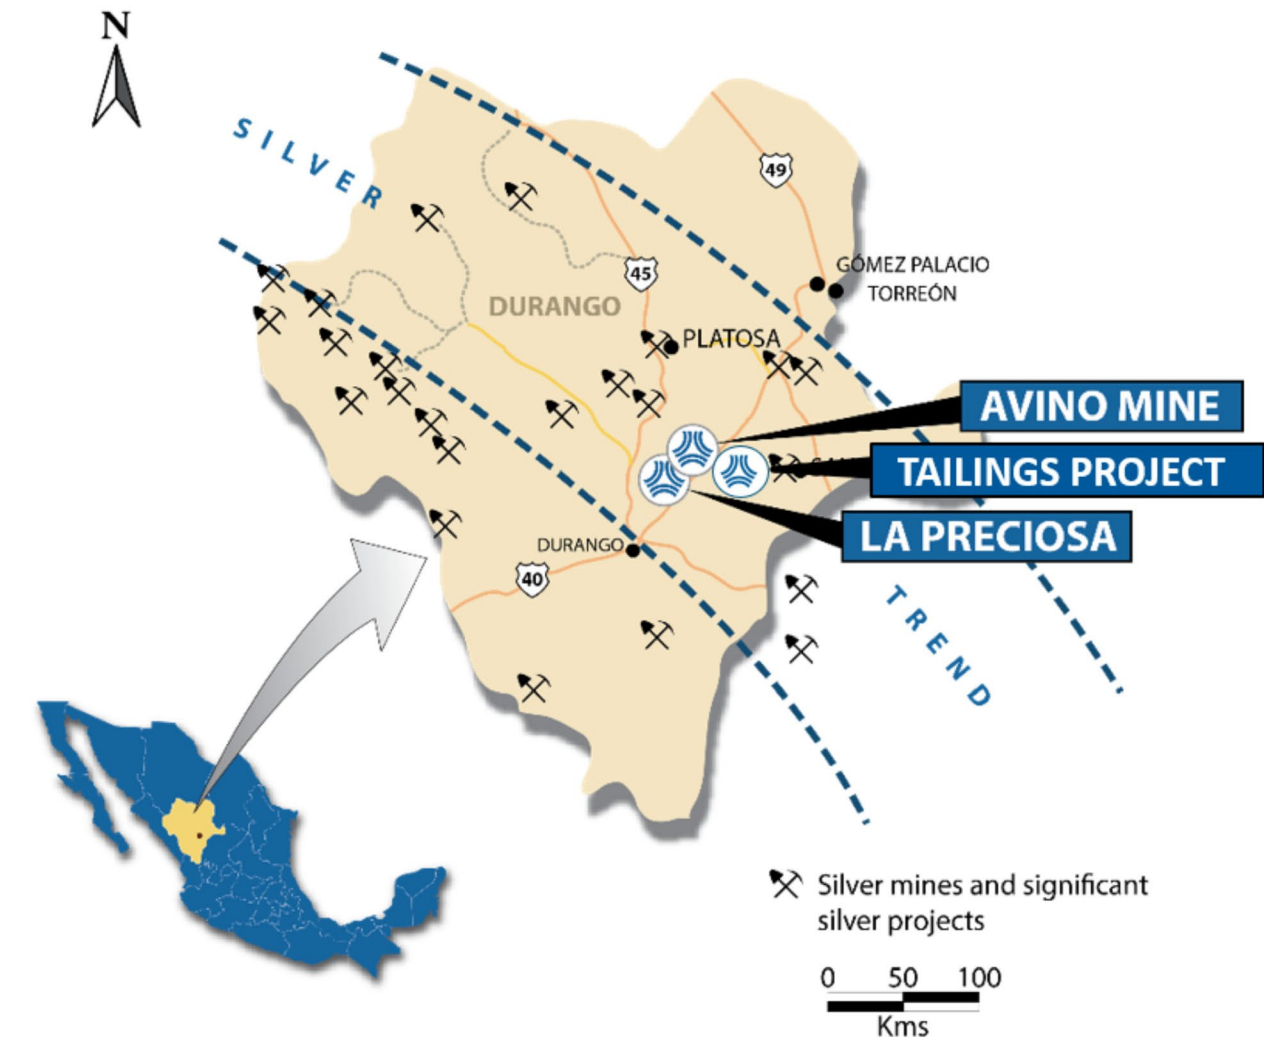 N
SILVER
49
GÓMEZ PALACIO
TORREÓN
45
DURANGO
PLATOSA
AVINO MINE
TAILINGS PROJECT
LA PRECIOSA
DURANGO
40
TREND
Silver mines and significant
silver projects
0 50 100
Kms